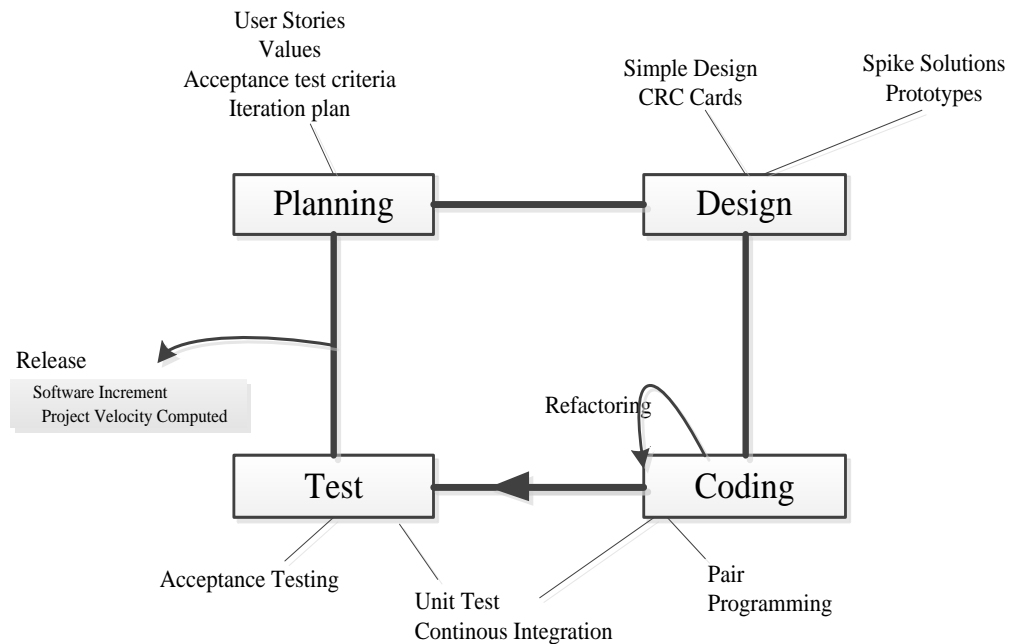 User Stories
Values
Acceptance test criteria
Iteration plan
Simple Design
CRC Cards
Spike Solutions
Prototypes
Planning
Design
Release
Software Increment
Project Velocity Computed
Refactoring
Test
Coding
Acceptance Testing
Unit Test
Continous Integration
Pair
Programming